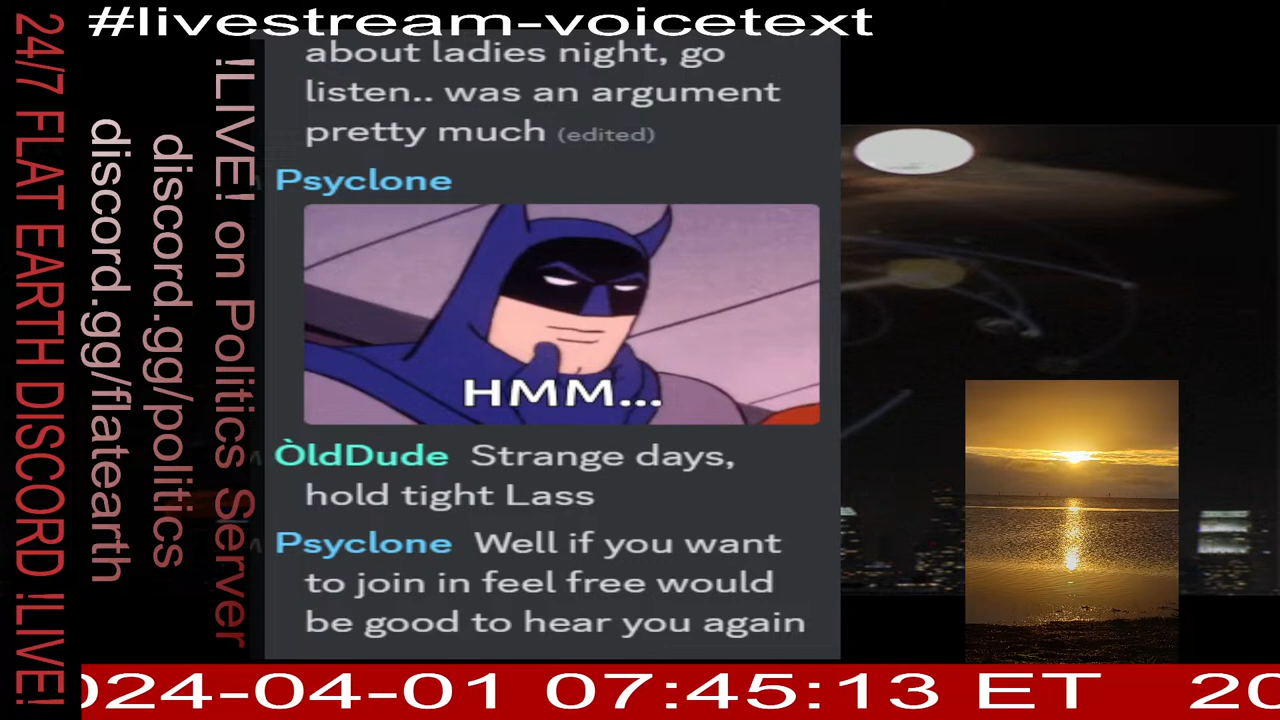 #livestream-voicetext
about ladies night, go
listen.. was an argument
pretty much (edited)
Psyclone
HMM...
ÒldDude Strange days,
hold tight Lass
Psyclone Well if you want
to join in feel free would
be good to hear you again
24/7 FLAT EARTH DISCORD !LIVE!
discord.gg/flatearth
discord.gg/politics
!LIVE! on Politics Server
024-04-01 07:45:13 ET 20